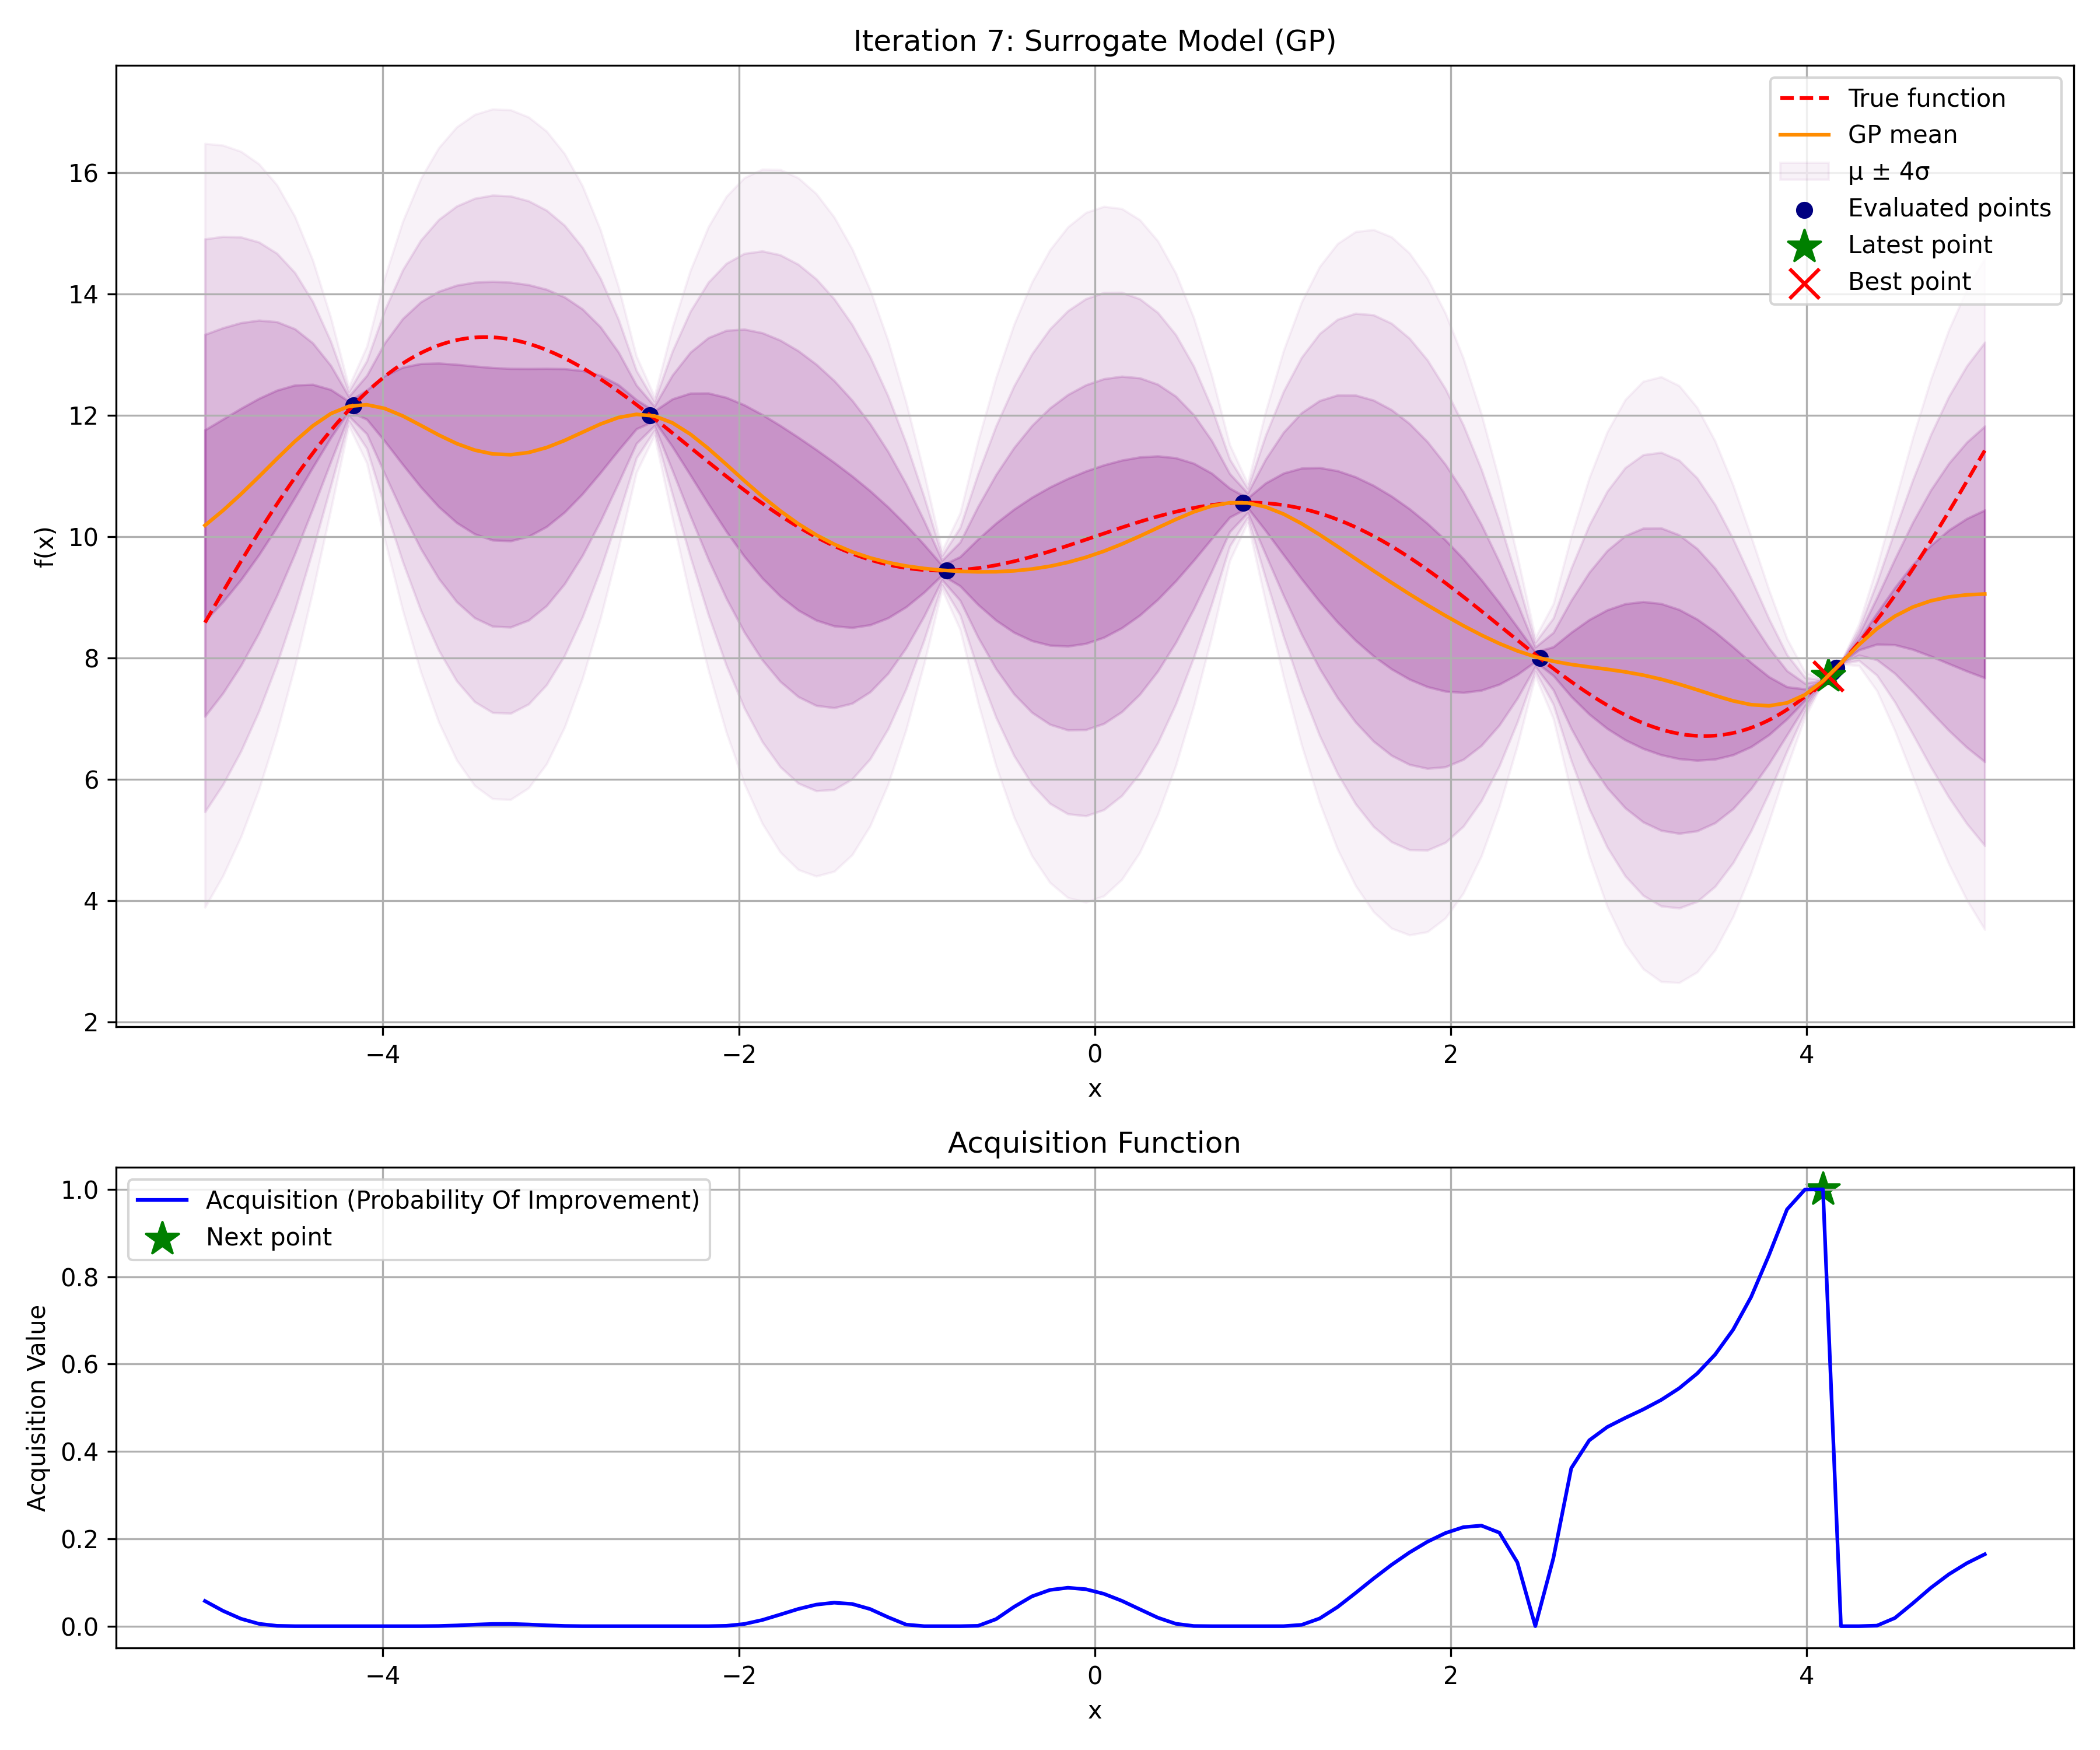 Iteration 7: Surrogate Model (GP)
True function
GP mean
μ ± 4σ
Evaluated points
Latest point
Best point
16
14
12
10
8
6
4
2
f(x)
−4 −2 0 2 4
x
Acquisition Function
Acquisition (Probability Of Improvement)
Next point
1.0
0.8
0.6
0.4
0.2
0.0
Acquisition Value
−4 −2 0 2 4
x